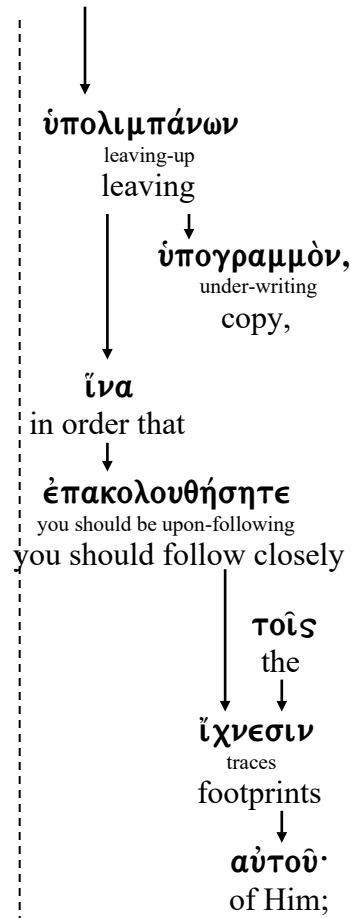 ὑπολιμπάνων
leaving-up
leaving
ὑπογραμμὸν,
under-writing
copy,
ἵνα
in order that
ἐπακολουθήσητε
you should be upon-following
you should follow closely
τοῖς
the
ἴχνεσιν
traces
footprints
αὐτοῦ·
of Him;